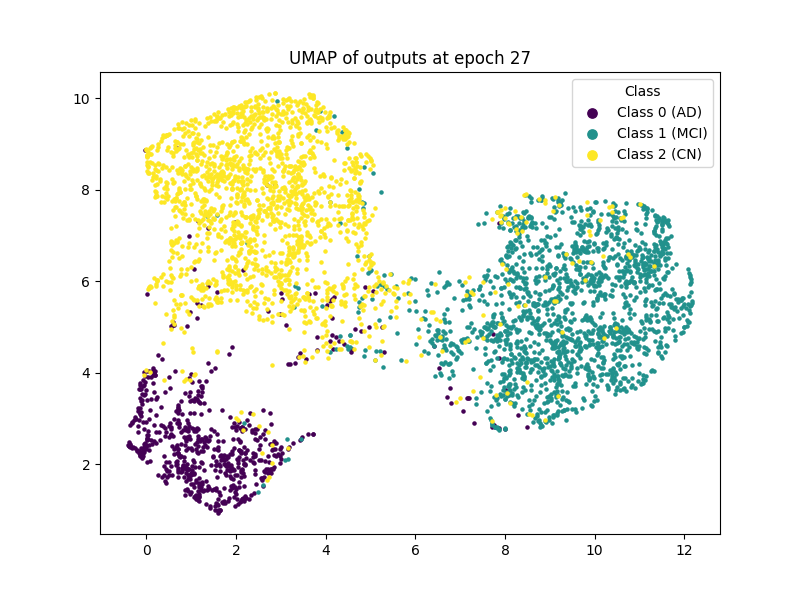 UMAP of outputs at epoch 27
Class
Class 0 (AD)
Class 1 (MCI)
Class 2 (CN)
10
8
6
4
2
0 2 4 6 8 10 12